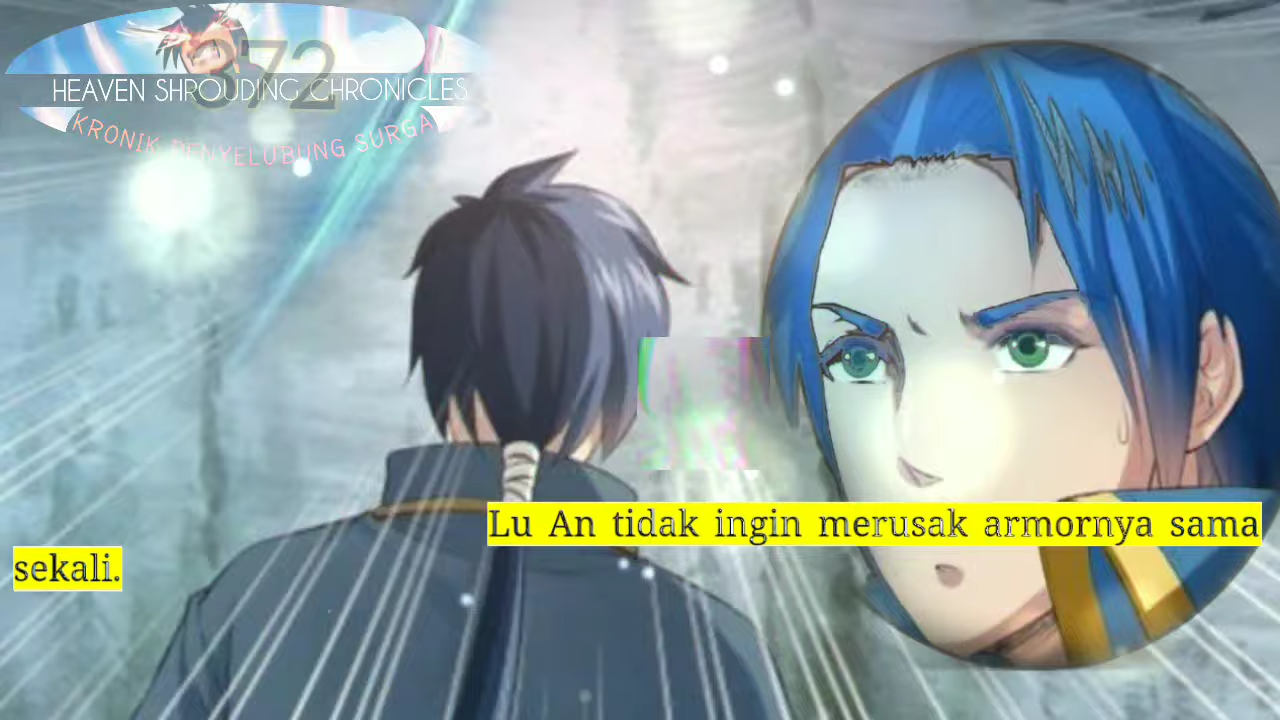 372
HEAVEN SHROUDING CHRONICLES
KRONIK PENYELUBUNG SURGA
Lu An tidak ingin merusak armornya sama
sekali.